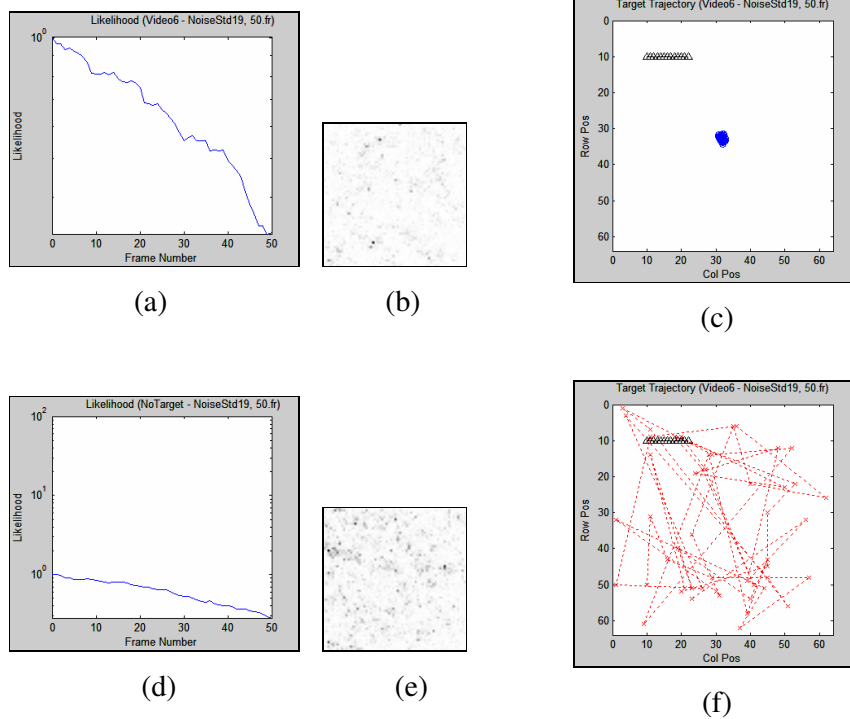 Likelihood (Video6 - NoiseStd19, 50.fr)
10^0
Likelihood
0 10 20 30 40 50
Frame Number
(a)
(b)
Target Trajectory (Video6 - NoiseStd19, 50.fr)
0
10
20
30
40
50
60
Row Pos
0 10 20 30 40 50 60
Col Pos
(c)
Likelihood (NoTarget - NoiseStd19, 50.fr)
10^2
10^1
10^0
Likelihood
0 10 20 30 40 50
Frame Number
(d)
(e)
Target Trajectory (Video6 - NoiseStd19, 50.fr)
0
10
20
30
40
50
60
Row Pos
0 10 20 30 40 50 60
Col Pos
(f)